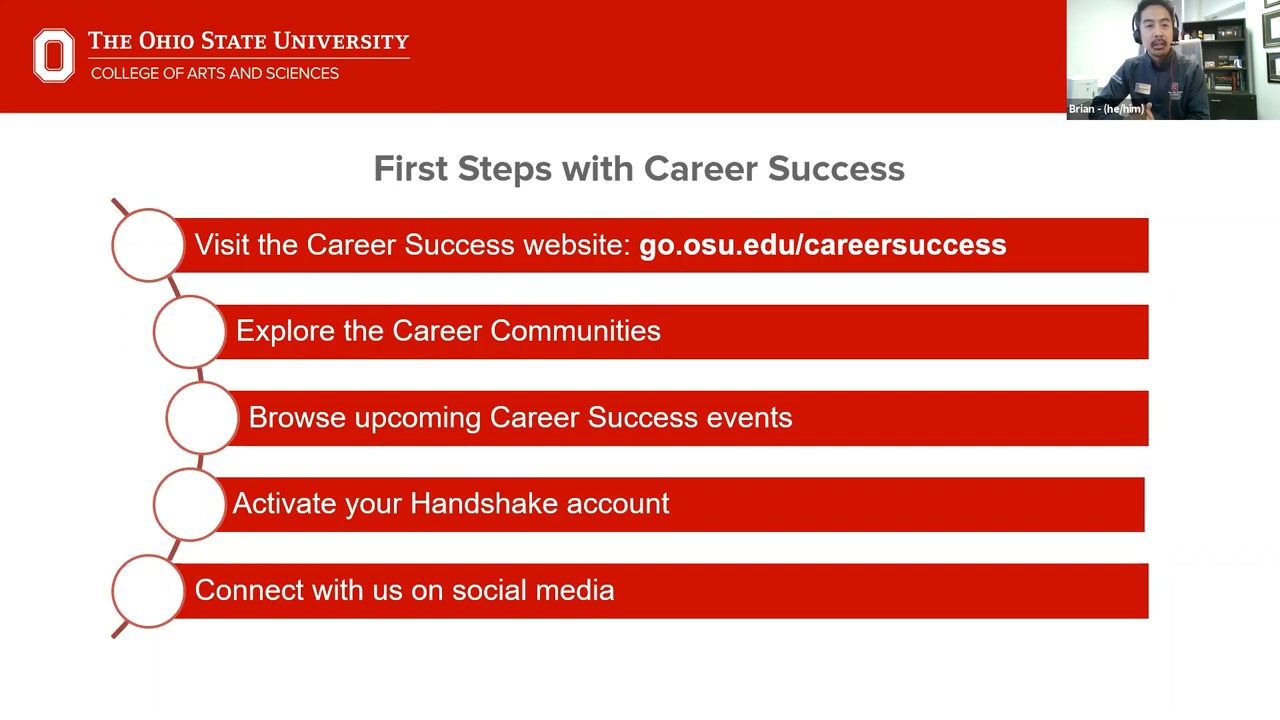 THE OHIO STATE UNIVERSITY
COLLEGE OF ARTS AND SCIENCES
Brian - (he/him)
First Steps with Career Success
Visit the Career Success website: go.osu.edu/careersuccess
Explore the Career Communities
Browse upcoming Career Success events
Activate your Handshake account
Connect with us on social media